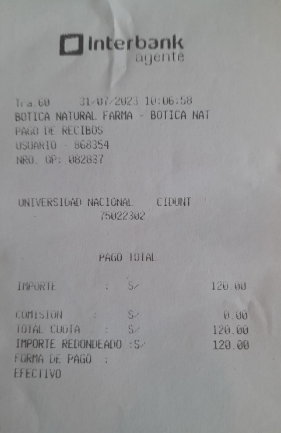 Interbank
agente
Tra.60 31/07/2023 10:06:58
BOTICA NATURAL FARMA - BOTICA NAT
PAGO DE RECIBOS
USUARIO - 868354
NRO. OP: 082837
UNIVERSIDAD NACIONAL CIDUNT
75022302
PAGO TOTAL
IMPORTE : S/ 120.00
COMISION : S/ 0.00
TOTAL CUOTA : S/ 120.00
IMPORTE REDONDEADO :S/ 120.00
FORMA DE PAGO :
EFECTIVO